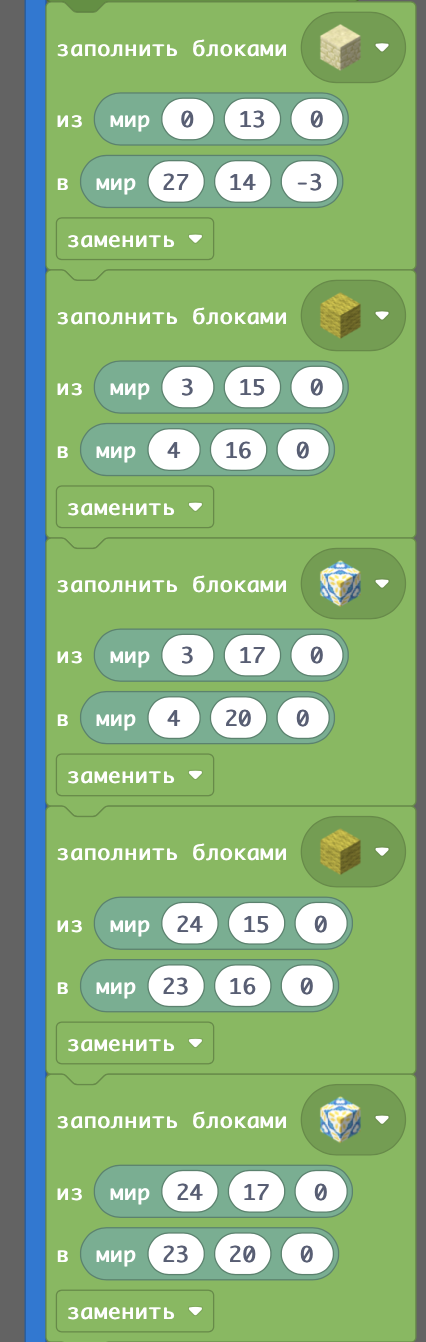 заполнить блоками
из мир 0 13 0
в мир 27 14 -3
заменить
заполнить блоками
из мир 3 15 0
в мир 4 16 0
заменить
заполнить блоками
из мир 3 17 0
в мир 4 20 0
заменить
заполнить блоками
из мир 24 15 0
в мир 23 16 0
заменить
заполнить блоками
из мир 24 17 0
в мир 23 20 0
заменить